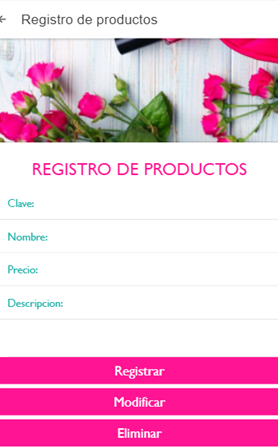 Registro de productos
REGISTRO DE PRODUCTOS
Clave:
Nombre:
Precio:
Descripcion:
Registrar
Modificar
Eliminar